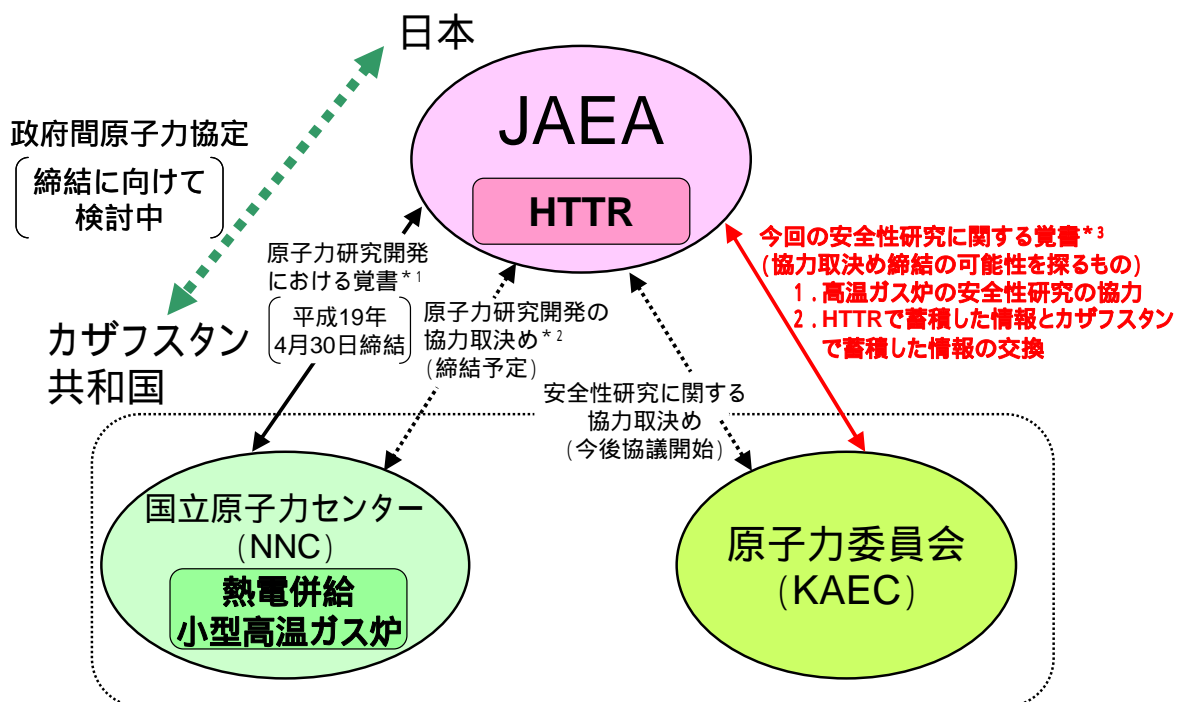 日本
JAEA
HTTR
政府間原子力協定
締結に向けて
検討中
カザフスタン
共和国
原子力研究開発
における覚書*1
平成19年
4月30日締結
原子力研究開発の
協力取決め*2
(締結予定)
安全性研究に関する
協力取決め
(今後協議開始)
今回の安全性研究に関する覚書*3
(協力取決め締結の可能性を探るもの)
1.高温ガス炉の安全性研究の協力
2.HTTRで蓄積した情報とカザフスタン
で蓄積した情報の交換
国立原子力センター
(NNC)
熱電併給
小型高温ガス炉
原子力委員会
(KAEC)